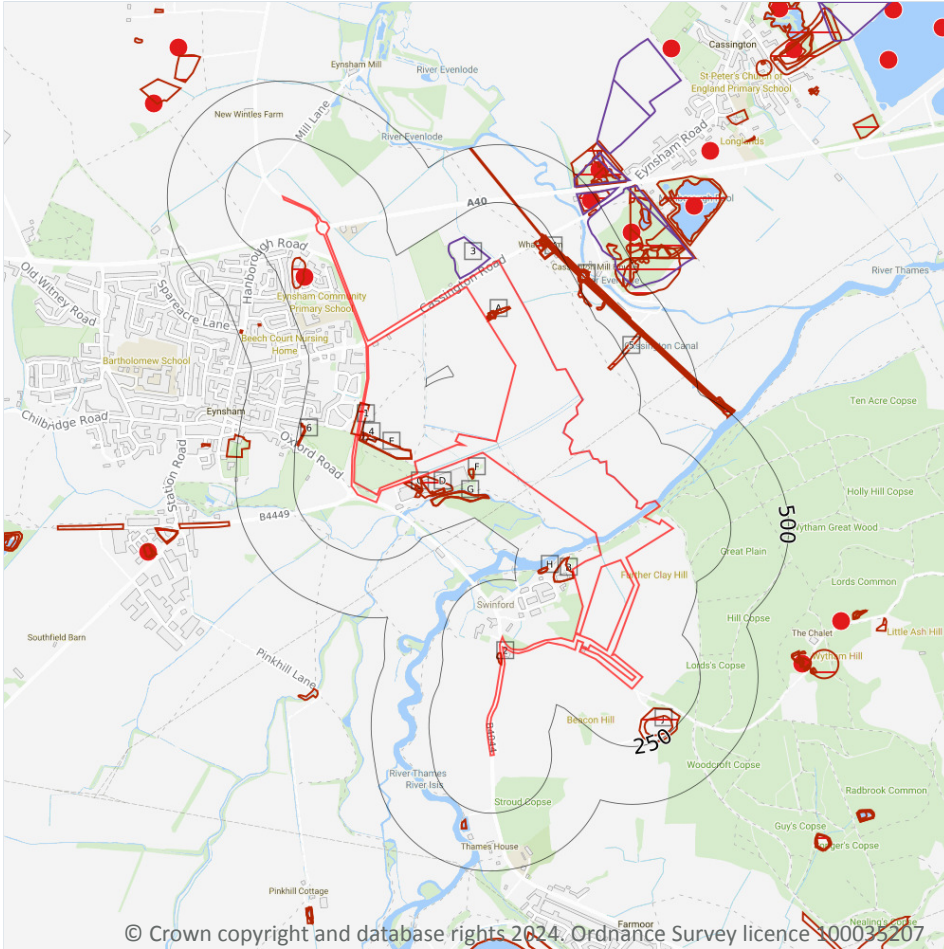 Cassington
Eynsham Mill
River Evenlode
St Peter's Church of
England Primary School
New Wintles Farm
Mill Lane
River Evenlode
Eynsham Road
Longlands
A40
3
Hanborough Road
Cassington Road
Old Witney Road
Spareacre Lane
Eynsham Community
Primary School
River Thames
A
Beech Court Nursing
Home
Bartholomew School
Cassington Canal
Ten Acre Copse
Eynsham
Chilbridge Road
6
1
4
E
Oxford Road
Station Road
F
C
D
G
B4449
500
Holly Hill Copse
Wytham Great Wood
Great Plain
H
B
Further Clay Hill
Lords Common
Swinford
Hill Copse
The Chalet
Little Ash Hill
Southfield Barn
2
Wytham Hill
Pinkhill Lane
Lord's Copse
B4044
Beacon Hill
250
Woodcroft Copse
River Thames
River Isis
Radbrook Common
Stroud Copse
Guy's Copse
Thames House
Pinkhill Cottage
Farmoor
© Crown copyright and database rights 2024. Ordnance Survey licence 100035207